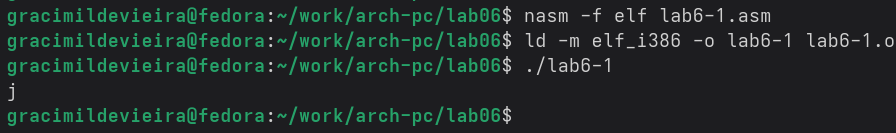 gracimildevieira@fedora:~/work/arch-pc/lab06$ nasm -f elf lab6-1.asm
gracimildevieira@fedora:~/work/arch-pc/lab06$ ld -m elf_i386 -o lab6-1 lab6-1.o
gracimildevieira@fedora:~/work/arch-pc/lab06$ ./lab6-1
j
gracimildevieira@fedora:~/work/arch-pc/lab06$